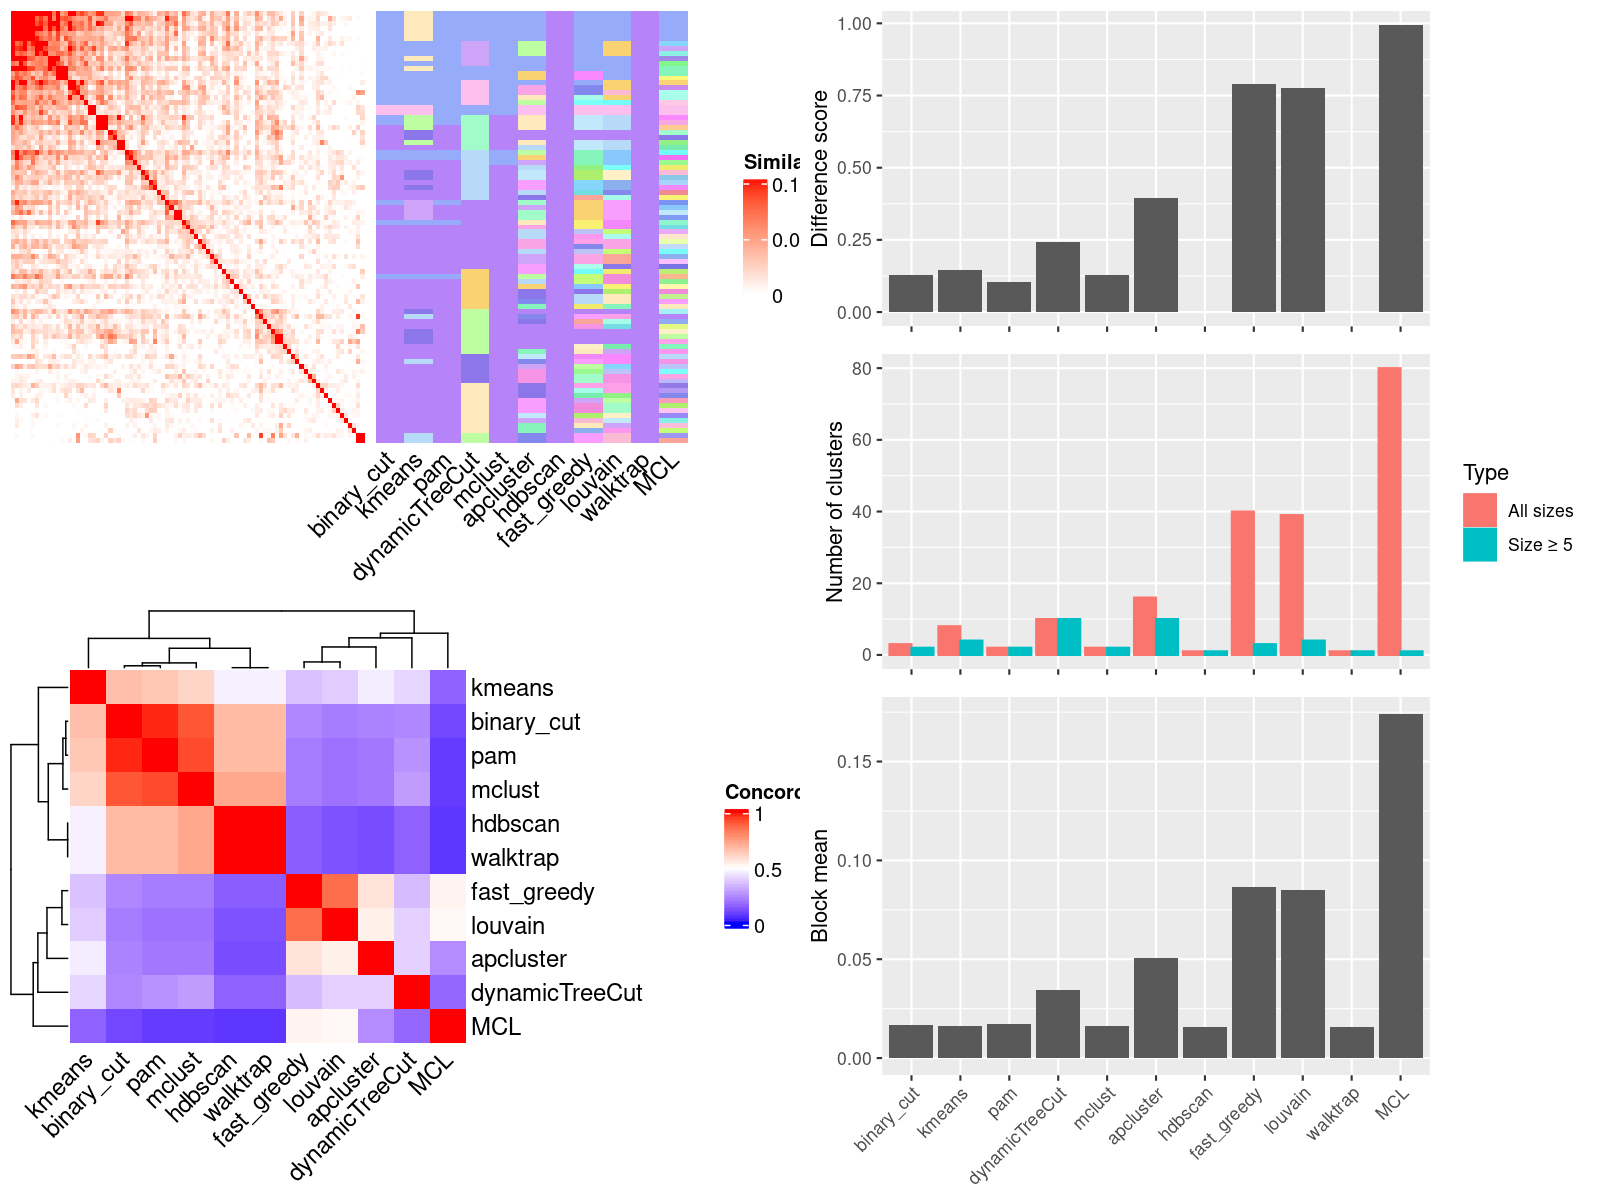 Simila
0.1
0.0
0
binary_cut
kmeans
pam
dynamicTreeCut
mclust
apcluster
hdbscan
fast_greedy
louvain
walktrap
MCL
kmeans
binary_cut
pam
mclust
hdbscan
walktrap
fast_greedy
louvain
apcluster
dynamicTreeCut
MCL
kmeans
binary_cut
pam
mclust
hdbscan
walktrap
fast_greedy
louvain
apcluster
dynamicTreeCut
MCL
Concord
1
0.5
0
Difference score
1.00
0.75
0.50
0.25
0.00
Number of clusters
80
60
40
20
0
Type
All sizes
Size ≥ 5
Block mean
0.15
0.10
0.05
0.00
binary_cut
kmeans
pam
dynamicTreeCut
mclust
apcluster
hdbscan
fast_greedy
louvain
walktrap
MCL